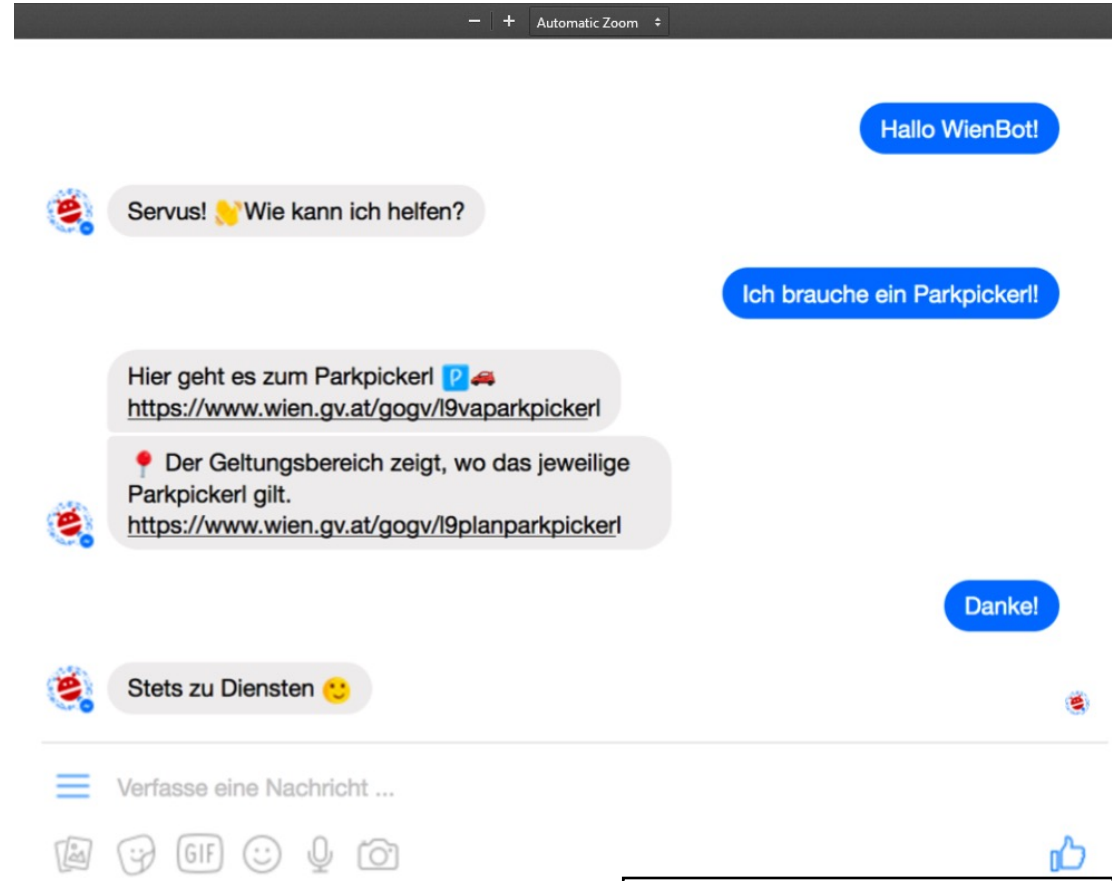 Automatic Zoom
Hallo WienBot!
Servus! 👋Wie kann ich helfen?
Ich brauche ein Parkpickerl!
Hier geht es zum Parkpickerl 🅿️🚗
https://www.wien.gv.at/gogv/l9vaparkpickerl
📍 Der Geltungsbereich zeigt, wo das jeweilige
Parkpickerl gilt.
https://www.wien.gv.at/gogv/l9planparkpickerl
Danke!
Stets zu Diensten 🙂
Verfasse eine Nachricht ...
GIF